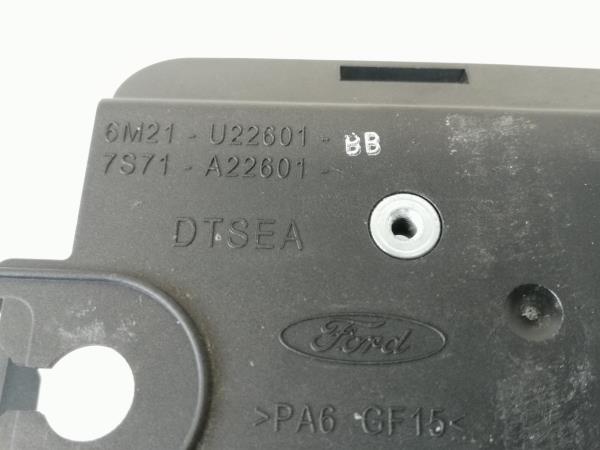 6M21 - U22601 - BB
7S71 - A22601 -
DTSEA
Ford
>PA6 GF15<